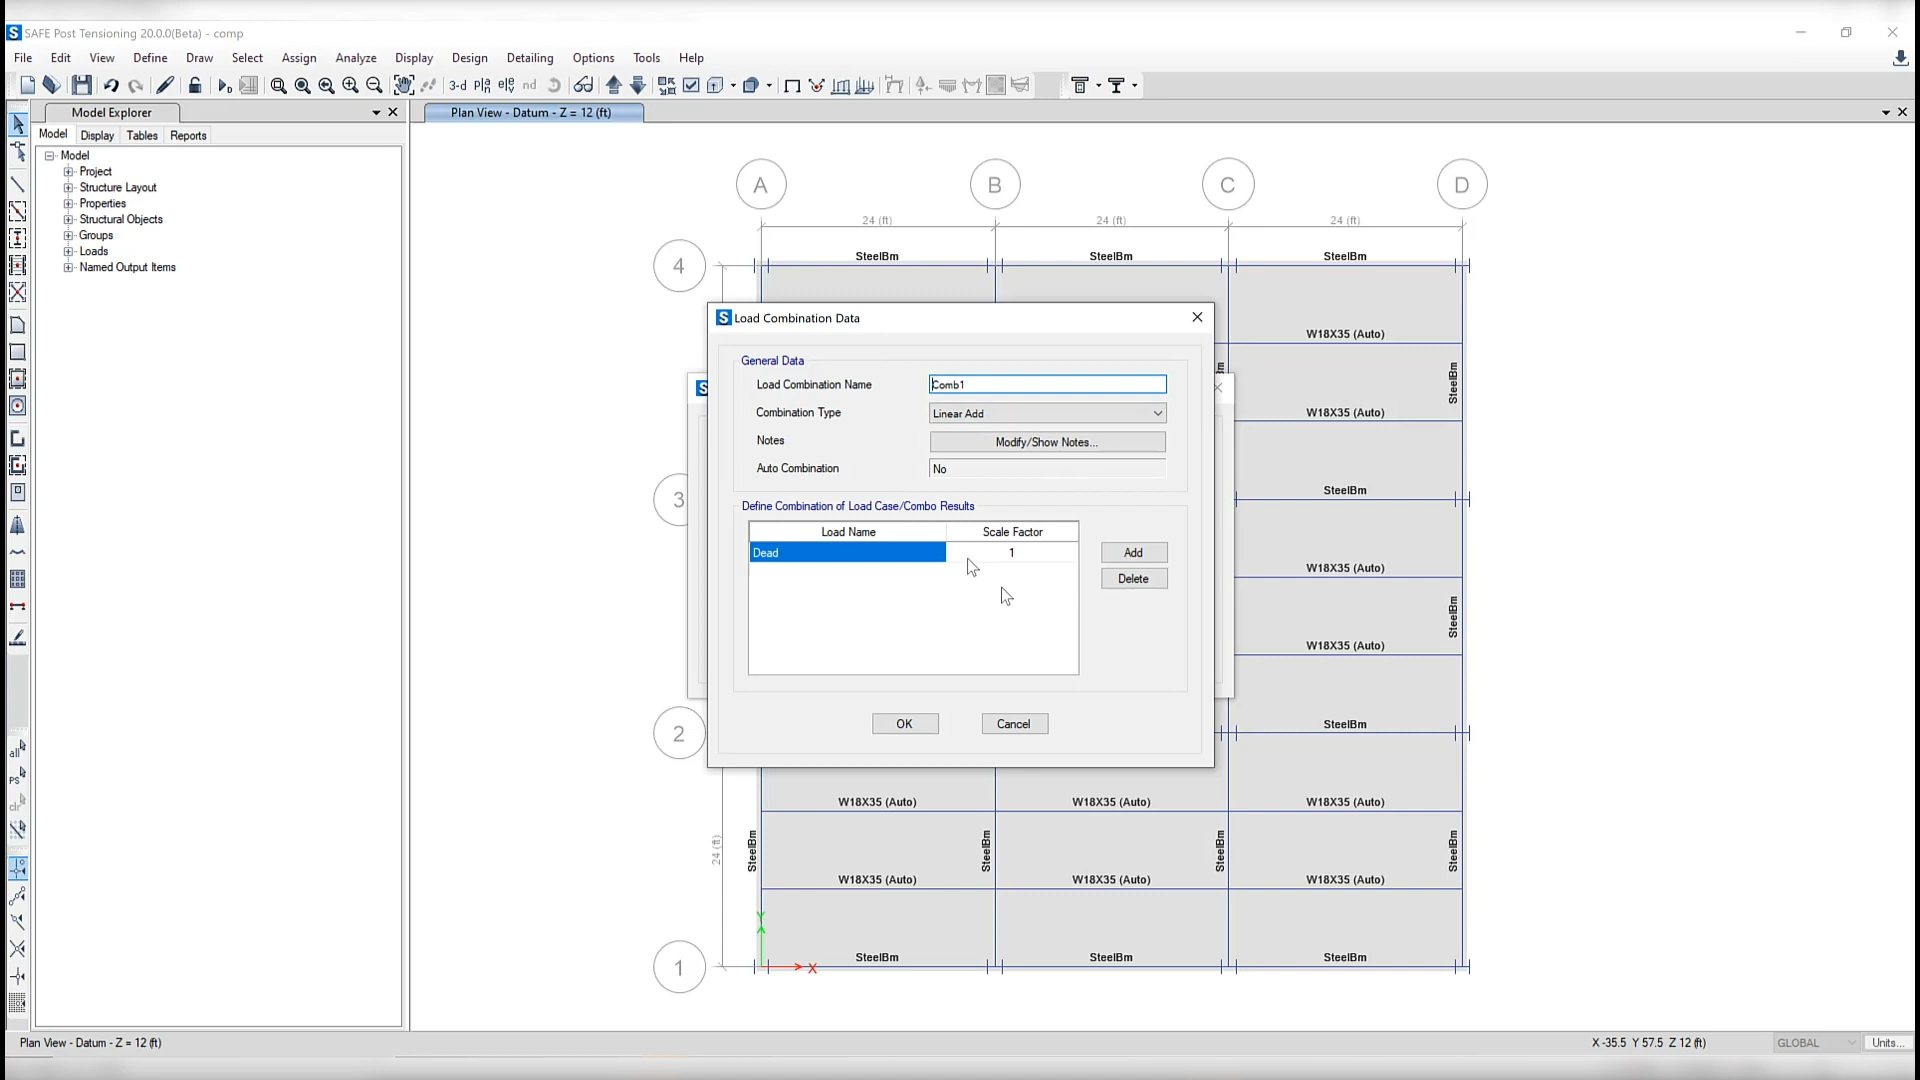 SAFE Post Tensioning 20.0.0(Beta) - comp
File Edit View Define Draw Select Assign Analyze Display Design Detailing Options Tools Help
3-d Pla ele nd
Model Explorer
Plan View - Datum - Z = 12 (ft)
Model Display Tables Reports
Model
Project
Structure Layout
Properties
Structural Objects
Groups
Loads
Named Output Items
all
ps
clr
A B C D
24 (ft) 24 (ft) 24 (ft)
4
SteelBm SteelBm SteelBm
W18X35 (Auto)
SteelBm
W18X35 (Auto)
3
SteelBm
W18X35 (Auto)
SteelBm
W18X35 (Auto)
2
SteelBm
W18X35 (Auto) W18X35 (Auto) W18X35 (Auto)
24 (ft)
SteelBm SteelBm SteelBm SteelBm
W18X35 (Auto) W18X35 (Auto) W18X35 (Auto)
Y
1
X
SteelBm SteelBm SteelBm
Load Combination Data
General Data
Load Combination Name Comb1
Combination Type Linear Add
Notes Modify/Show Notes...
Auto Combination No
Define Combination of Load Case/Combo Results
Load Name Scale Factor
Dead 1
Add
Delete
OK Cancel
Plan View - Datum - Z = 12 (ft)
X -35.5 Y 57.5 Z 12 (ft)
GLOBAL
Units...